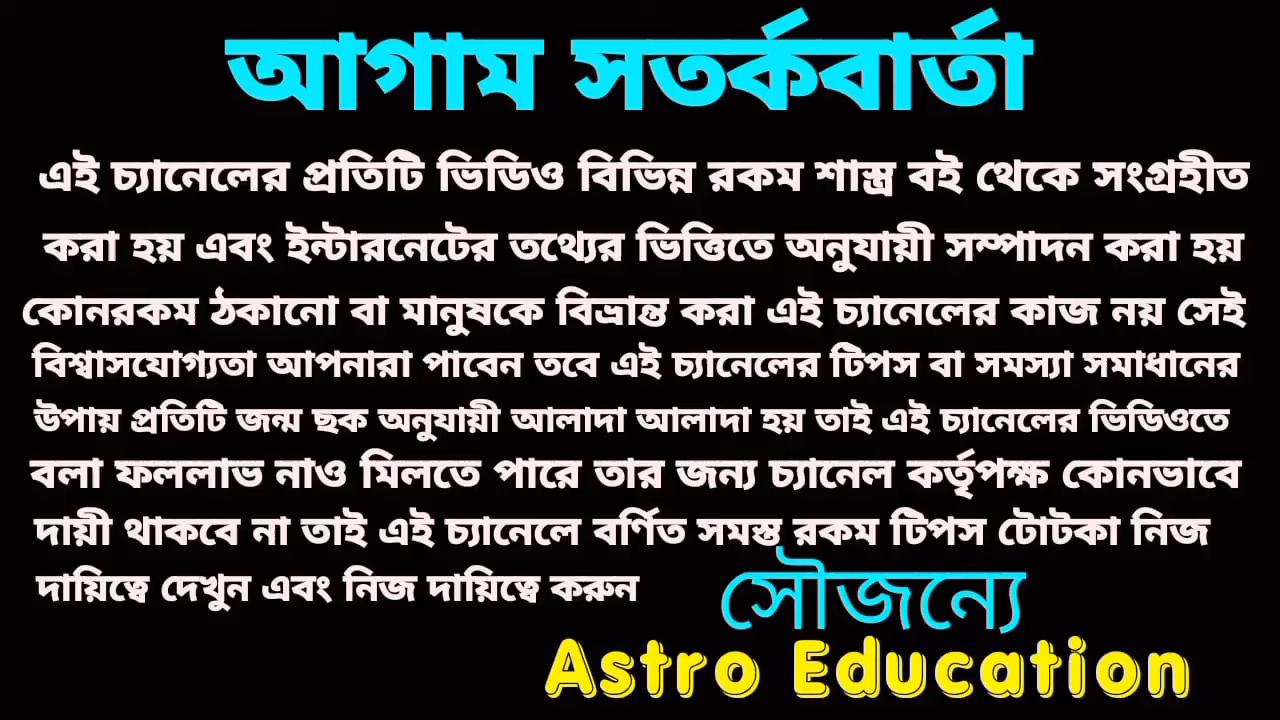 আগাম সতর্কবার্তা
এই চ্যানেলের প্রতিটি ভিডিও বিভিন্ন রকম শাস্ত্র বই থেকে সংগ্রহীত
করা হয় এবং ইন্টারনেটের তথ্যের ভিত্তিতে অনুযায়ী সম্পাদন করা হয়
কোনরকম ঠকানো বা মানুষকে বিভ্রান্ত করা এই চ্যানেলের কাজ নয় সেই
বিশ্বাসযোগ্যতা আপনারা পাবেন তবে এই চ্যানেলের টিপস বা সমস্যা সমাধানের
উপায় প্রতিটি জন্ম ছক অনুযায়ী আলাদা আলাদা হয় তাই এই চ্যানেলের ভিডিওতে
বলা ফললাভ নাও মিলতে পারে তার জন্য চ্যানেল কর্তৃপক্ষ কোনভাবে
দায়ী থাকবে না তাই এই চ্যানেলে বর্ণিত সমস্ত রকম টিপস টোটকা নিজ
দায়িত্বে দেখুন এবং নিজ দায়িত্বে করুন
সৌজন্যে
Astro Education